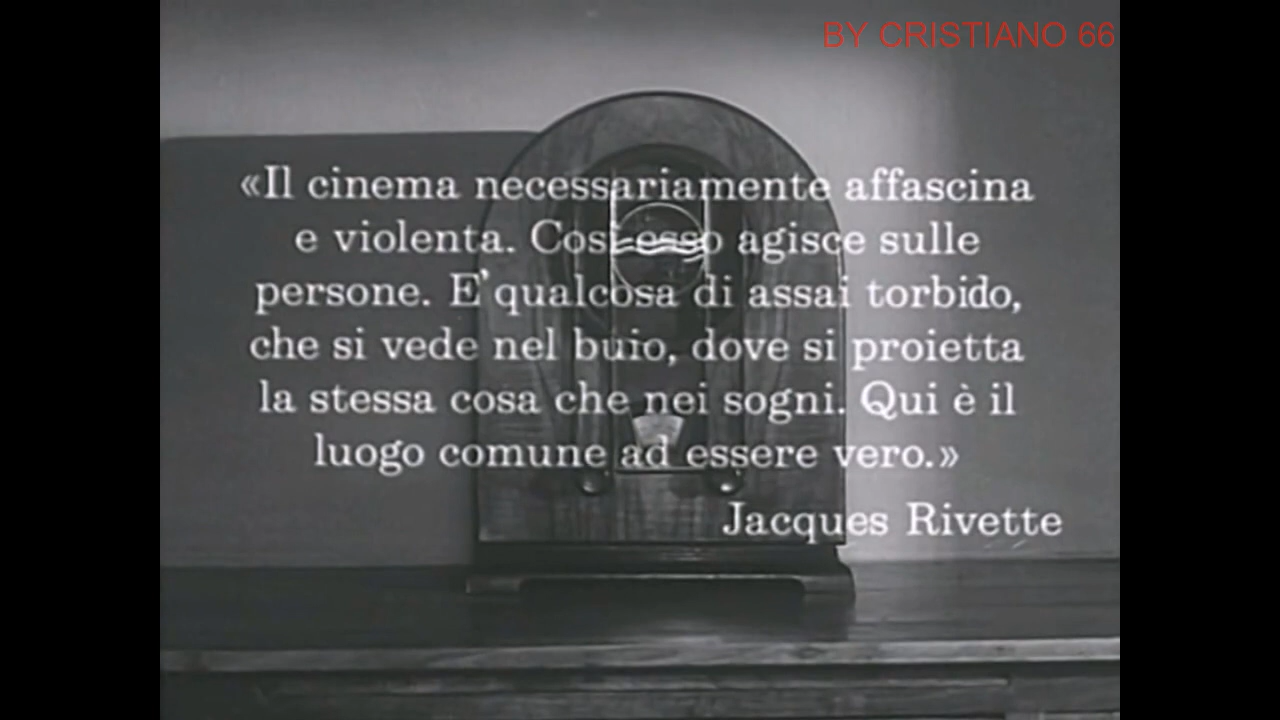 BY CRISTIANO 66
«Il cinema necessariamente affascina
e violenta. Così esso agisce sulle
persone. E' qualcosa di assai torbido,
che si vede nel buio, dove si proietta
la stessa cosa che nei sogni. Qui è il
luogo comune ad essere vero.»
Jacques Rivette